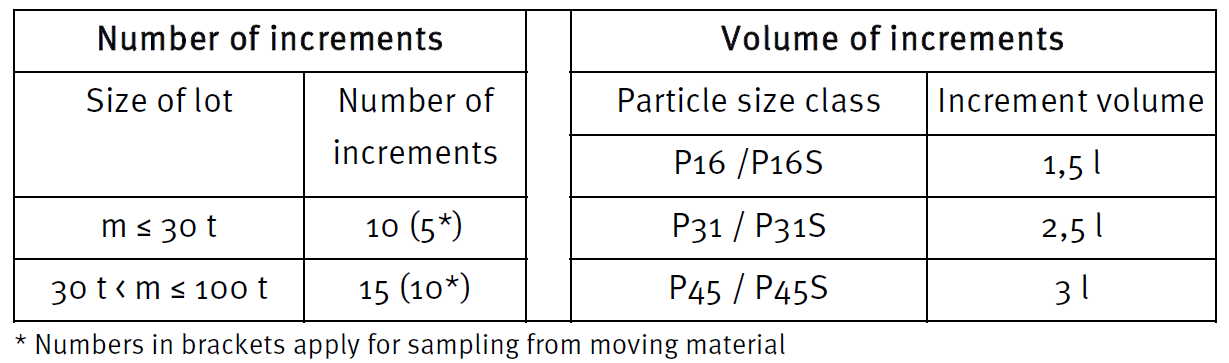 Number of increments
Volume of increments
Size of lot
Number of
increments
Particle size class
Increment volume
P16 /P16S
1,5 l
m ≤ 30 t
10 (5*)
P31 / P31S
2,5 l
30 t < m ≤ 100 t
15 (10*)
P45 / P45S
3 l
* Numbers in brackets apply for sampling from moving material